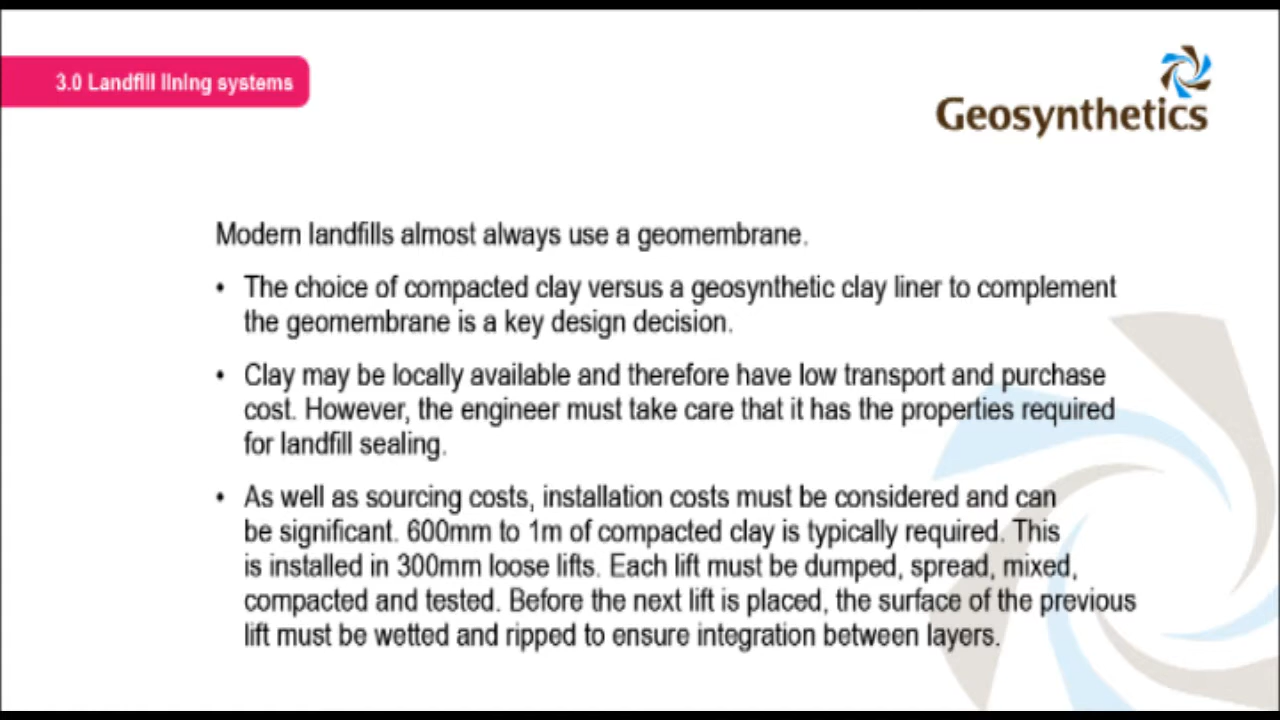 3.0 Landfill lining systems
Geosynthetics
Modern landfills almost always use a geomembrane.
• The choice of compacted clay versus a geosynthetic clay liner to complement
the geomembrane is a key design decision.
• Clay may be locally available and therefore have low transport and purchase
cost. However, the engineer must take care that it has the properties required
for landfill sealing.
• As well as sourcing costs, installation costs must be considered and can
be significant. 600mm to 1m of compacted clay is typically required. This
is installed in 300mm loose lifts. Each lift must be dumped, spread, mixed,
compacted and tested. Before the next lift is placed, the surface of the previous
lift must be wetted and ripped to ensure integration between layers.